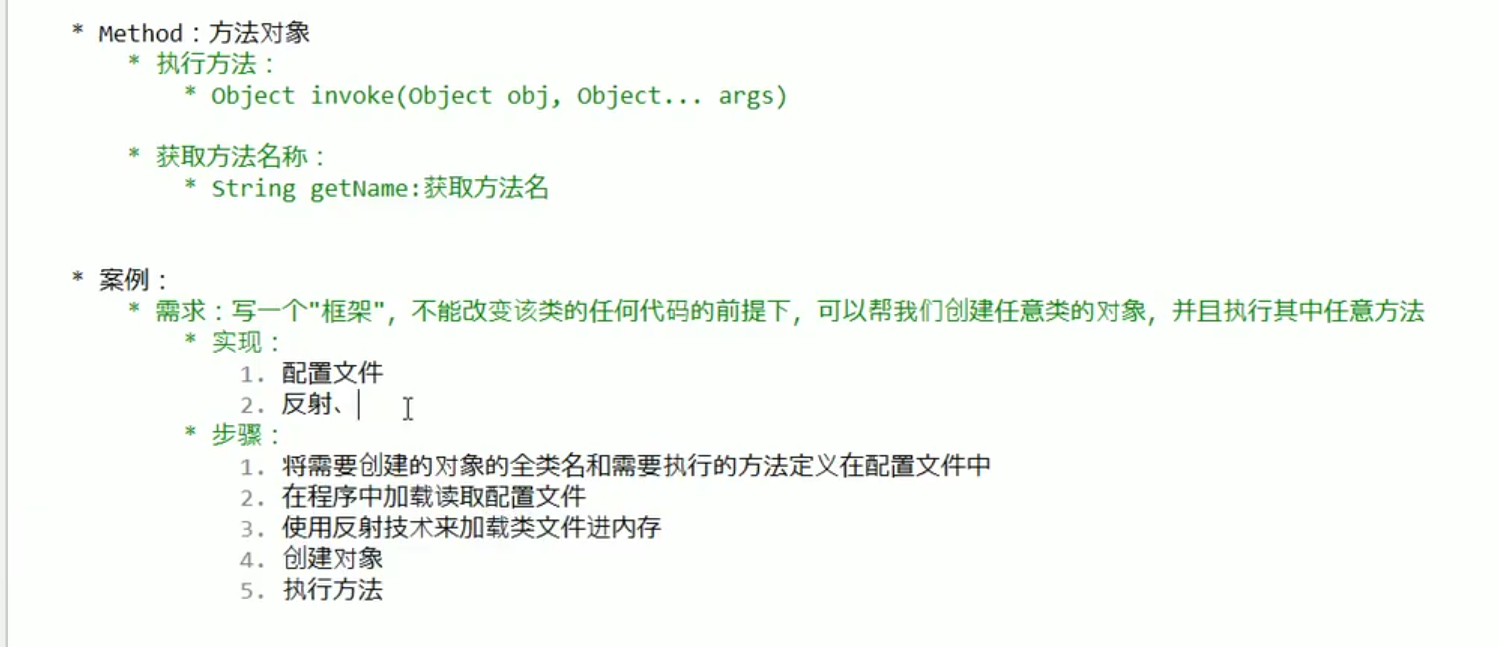 * Method：方法对象
* 执行方法：
* Object invoke(Object obj, Object... args)
* 获取方法名称：
* String getName:获取方法名
* 案例：
* 需求：写一个"框架"，不能改变该类的任何代码的前提下，可以帮我们创建任意类的对象，并且执行其中任意方法
* 实现：
1. 配置文件
2. 反射、
* 步骤：
1. 将需要创建的对象的全类名和需要执行的方法定义在配置文件中
2. 在程序中加载读取配置文件
3. 使用反射技术来加载类文件进内存
4. 创建对象
5. 执行方法